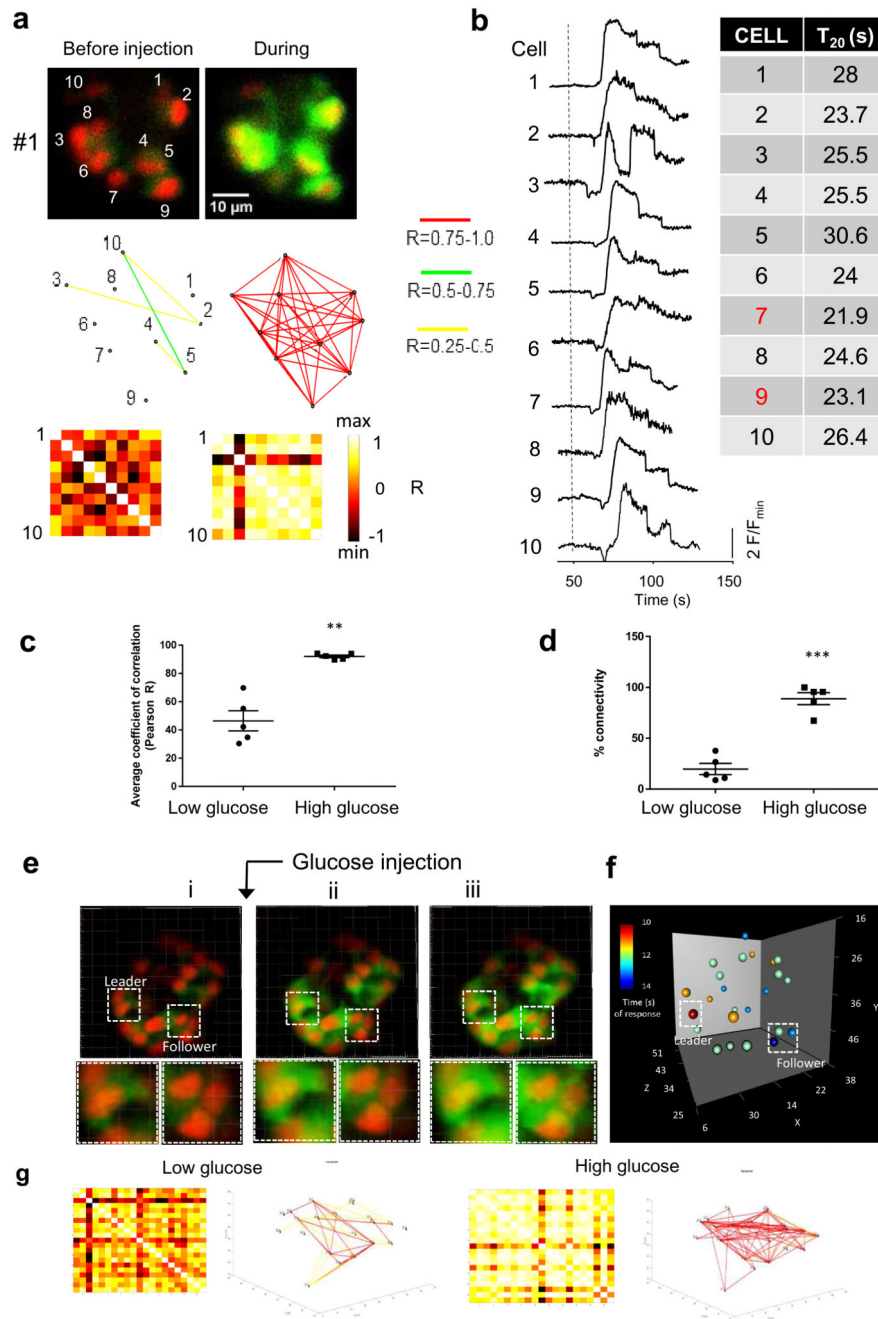 a
Before injection
During
#1
10
1
2
8
3
4
5
6
7
9
10 µm
10
3
8
1
2
6
4
7
5
9
R=0.75-1.0
R=0.5-0.75
R=0.25-0.5
1
10
1
10
max
1
0
R
-1
min
b
Cell
1
2
3
4
5
6
7
8
9
10
50
100
150
Time (s)
2 F/Fmin
CELL T20 (s)
1 28
2 23.7
3 25.5
4 25.5
5 30.6
6 24
7 21.9
8 24.6
9 23.1
10 26.4
c
Average coefficient of correlation
(Pearson R)
100
80
60
40
20
0
**
Low glucose
High glucose
d
% connectivity
150
100
50
0
***
Low glucose
High glucose
e
Glucose injection
i
ii
iii
Leader
Follower
f
10
12
14
Time (s)
of response
Leader
Follower
16
26
36
46
Y
51
43
Z 34
25
6
30
14
X
22
38
g
Low glucose
High glucose